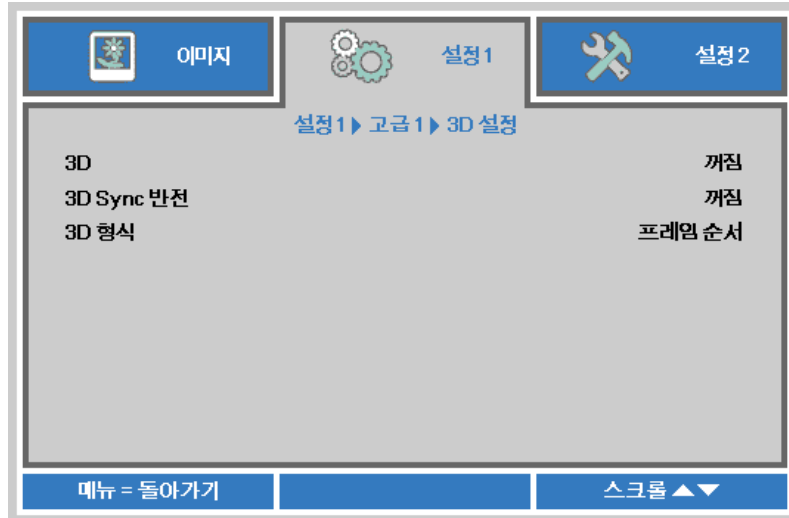 이미지
설정 1
설정 2
설정 1 ▶ 고급 1 ▶ 3D 설정
3D 꺼짐
3D Sync 반전 꺼짐
3D 형식 프레임 순서
메뉴 = 돌아가기
스크롤 ▲▼